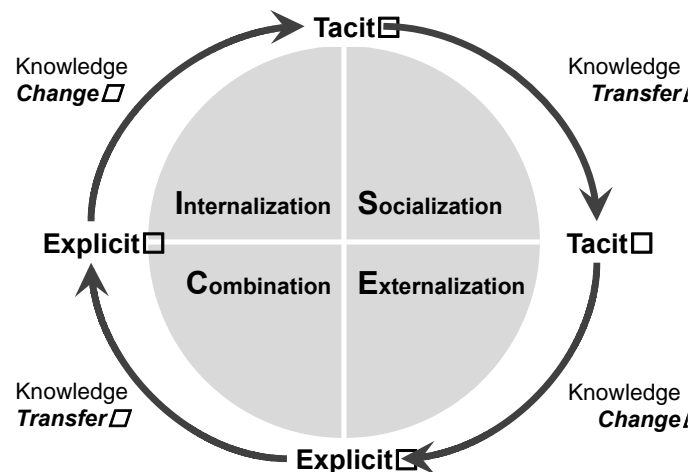 Tacit
Knowledge
Change
Knowledge
Transfer
Internalization
Socialization
Explicit
Tacit
Combination
Externalization
Knowledge
Transfer
Knowledge
Change
Explicit